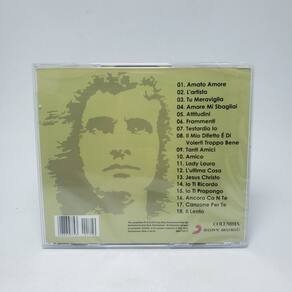 01. Amato Amore
02. L'artista
03. Tu Meraviglia
04. Amore Mi Sbagliai
05. Attitudini
06. Frammenti
07. Testardo Io
08. Il Mio Difetto È Di
Volerti Troppo Bene
09. Tanti Amici
10. Amico
11. Lady Laura
12. L'ultima Cosa
13. Jesus Christo
14. Io Ti Ricordo
15. Io Ti Propongo
16. Ancora Con Te
17. Canzone Per Te
18. Il Lento
COLUMBIA
SONY MUSIC